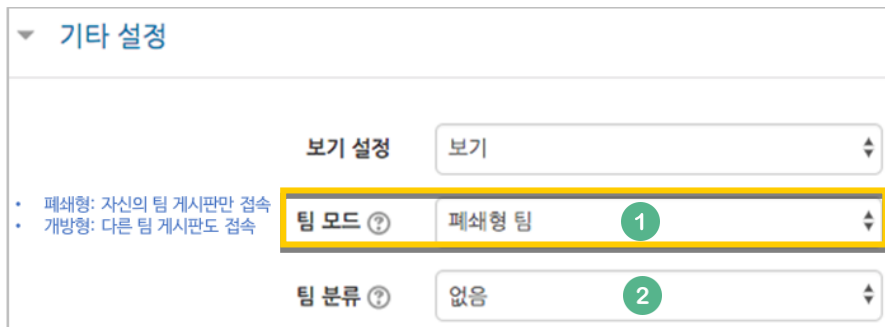 기타 설정
보기 설정 보기
• 폐쇄형: 자신의 팀 게시판만 접속
• 개방형: 다른 팀 게시판도 접속
팀 모드 ? 폐쇄형 팀 1
팀 분류 ? 없음 2